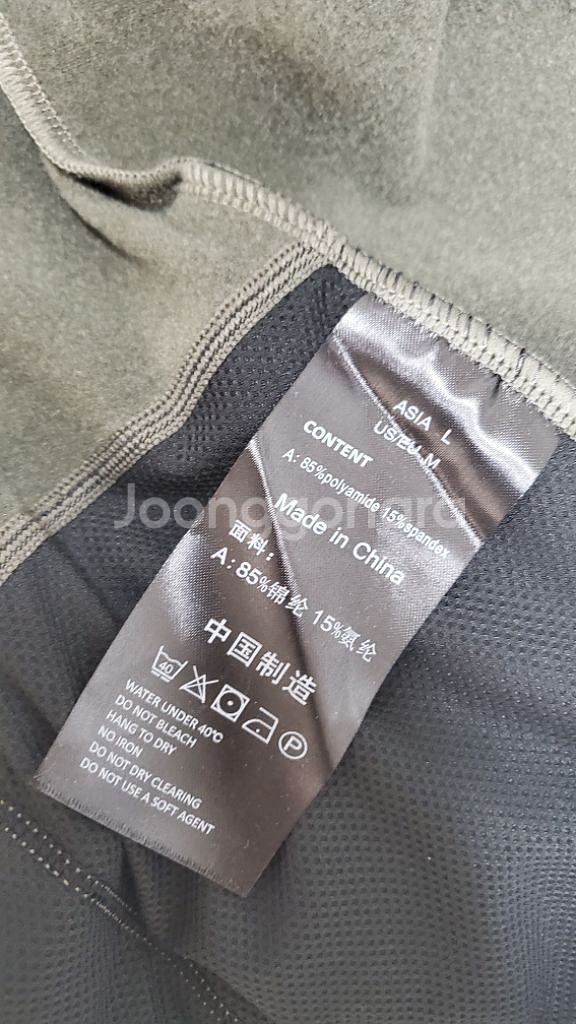 ASIA L
US/EU M
CONTENT
A: 85%polyamide 15%spandex
Made in China
面料:
A: 85%锦纶 15%氨纶
中国制造
40
P
WATER UNDER 40℃
DO NOT BLEACH
HANG TO DRY
NO IRON
DO NOT DRY CLEARING
DO NOT USE A SOFT AGENT
Joonggonara